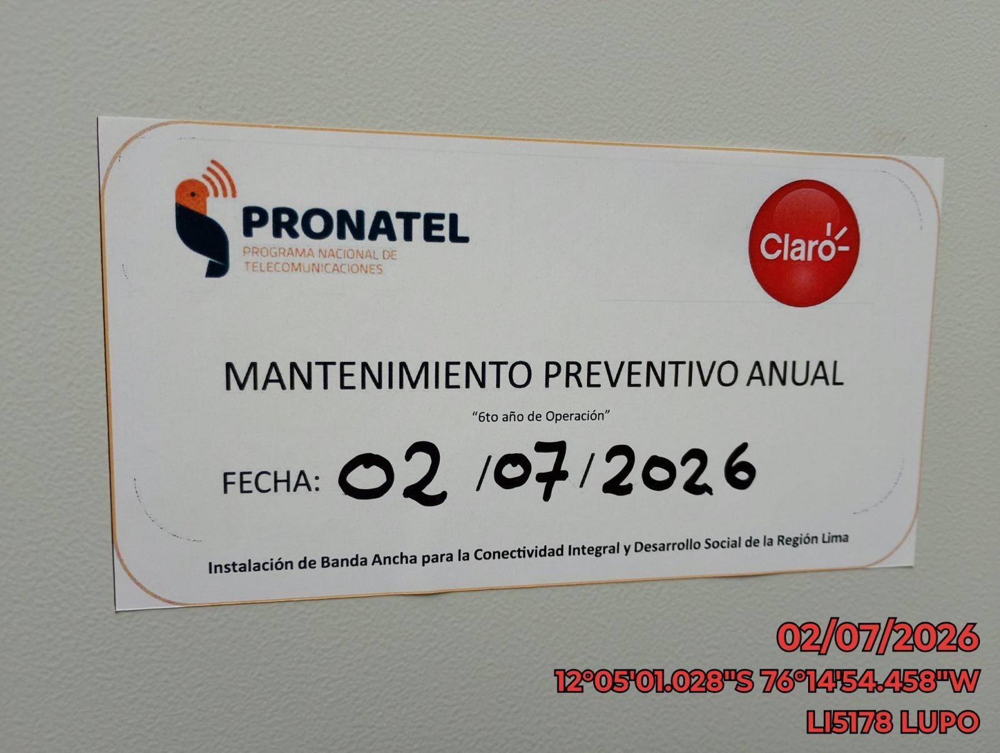 PRONATEL
PROGRAMA NACIONAL DE
TELECOMUNICACIONES
Claro
MANTENIMIENTO PREVENTIVO ANUAL
“6to año de Operación”
FECHA: 02 /07/2026
Instalación de Banda Ancha para la Conectividad Integral y Desarrollo Social de la Región Lima
02/07/2026
12°05'01.028"S 76°14'54.458"W
LI5178 LUPO